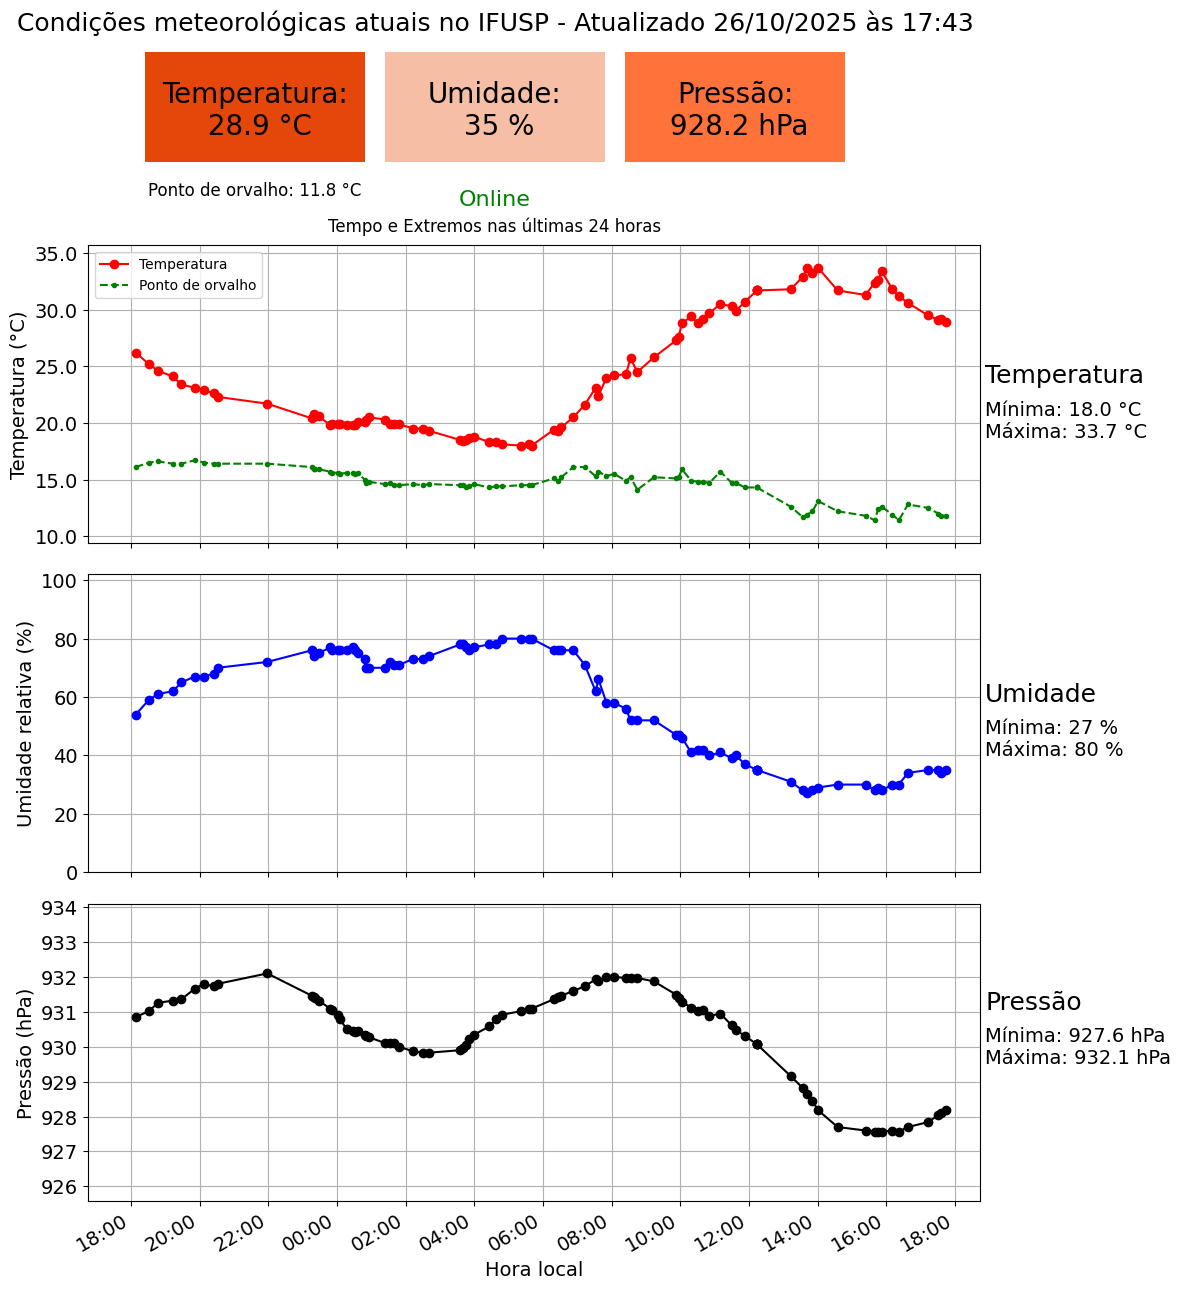 Condições meteorológicas atuais no IFUSP - Atualizado 26/10/2025 às 17:43
Temperatura:
28.9 °C
Umidade:
35 %
Pressão:
928.2 hPa
Ponto de orvalho: 11.8 °C
Online
Tempo e Extremos nas últimas 24 horas
Temperatura (°C)
35.0
30.0
25.0
20.0
15.0
10.0
Temperatura
Ponto de orvalho
Temperatura
Mínima: 18.0 °C
Máxima: 33.7 °C
Umidade relativa (%)
100
80
60
40
20
0
Umidade
Mínima: 27 %
Máxima: 80 %
Pressão (hPa)
934
933
932
931
930
929
928
927
926
Pressão
Mínima: 927.6 hPa
Máxima: 932.1 hPa
18:00 20:00 22:00 00:00 02:00 04:00 06:00 08:00 10:00 12:00 14:00 16:00 18:00
Hora local